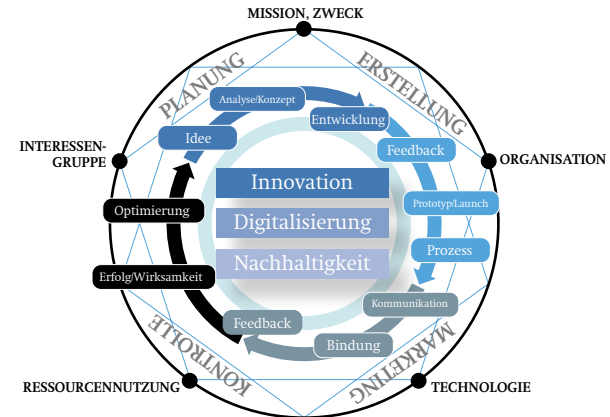 MISSION, ZWECK
PLANUNG
ERSTELLUNG
Analyse/Konzept
Entwicklung
Idee
Feedback
INTERESSEN-
GRUPPE
ORGANISATION
Innovation
Optimierung
Prototyp/Launch
Digitalisierung
Prozess
Nachhaltigkeit
Erfolg/Wirksamkeit
Kommunikation
Feedback
Bindung
KONTROLLE
MARKETING
RESSOURCENNUTZUNG
TECHNOLOGIE